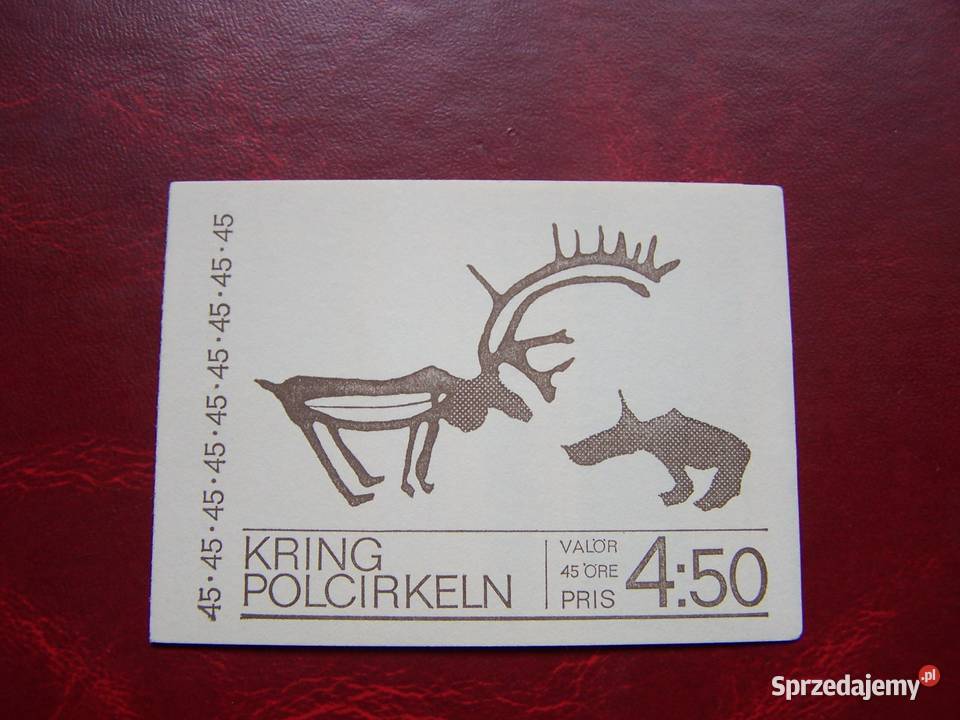 45·45·45·45·45·45·45·45·45
KRING
POLCIRKELN
VALÖR
45 ÖRE
PRIS
4:50
Sprzedajemy.pl